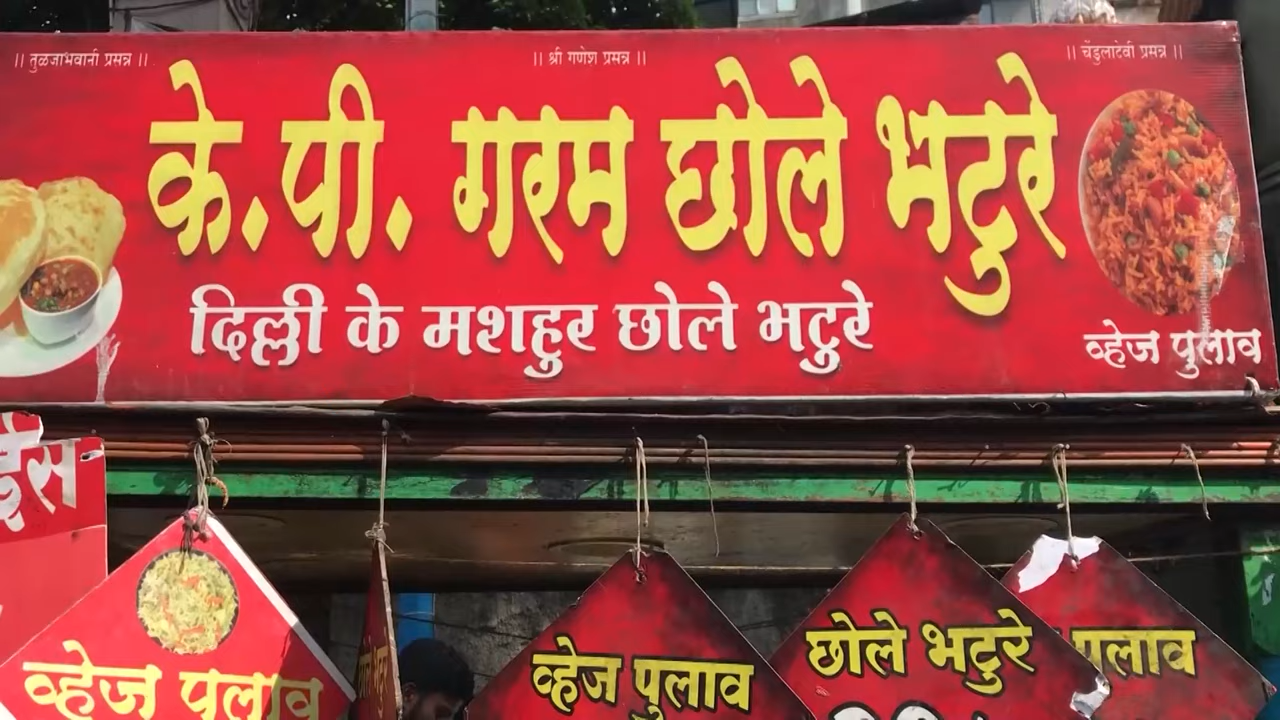 || तुळजाभवानी प्रसन्न || || श्री गणेश प्रसन्न || || चेंडुलादेवी प्रसन्न ||
के.पी. गरम छोले भटुरे
दिल्ली के मशहुर छोले भटुरे
व्हेज पुलाव
व्हेज पुलाव
व्हेज पुलाव
छोले भटुरे
पुलाव